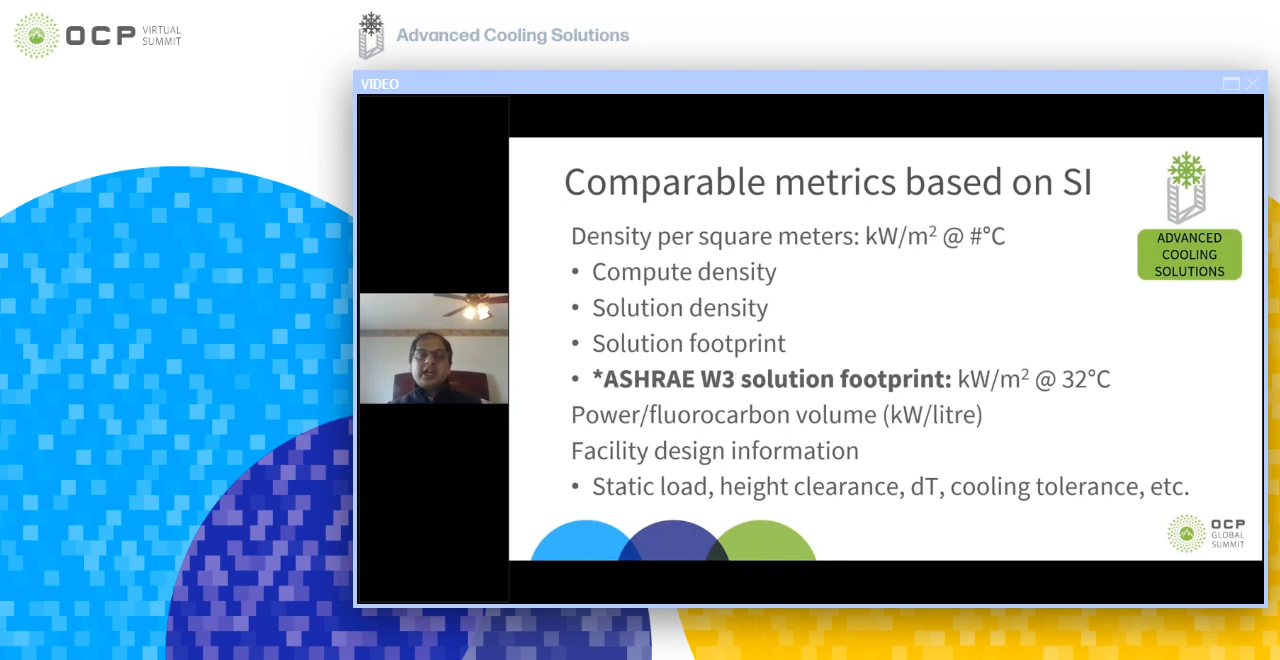 OCP VIRTUAL SUMMIT
Advanced Cooling Solutions
VIDEO
Comparable metrics based on SI
ADVANCED
COOLING
SOLUTIONS
Density per square meters: kW/m² @ #°C
• Compute density
• Solution density
• Solution footprint
• *ASHRAE W3 solution footprint: kW/m² @ 32°C
Power/fluorocarbon volume (kW/litre)
Facility design information
• Static load, height clearance, dT, cooling tolerance, etc.
OCP
GLOBAL
SUMMIT